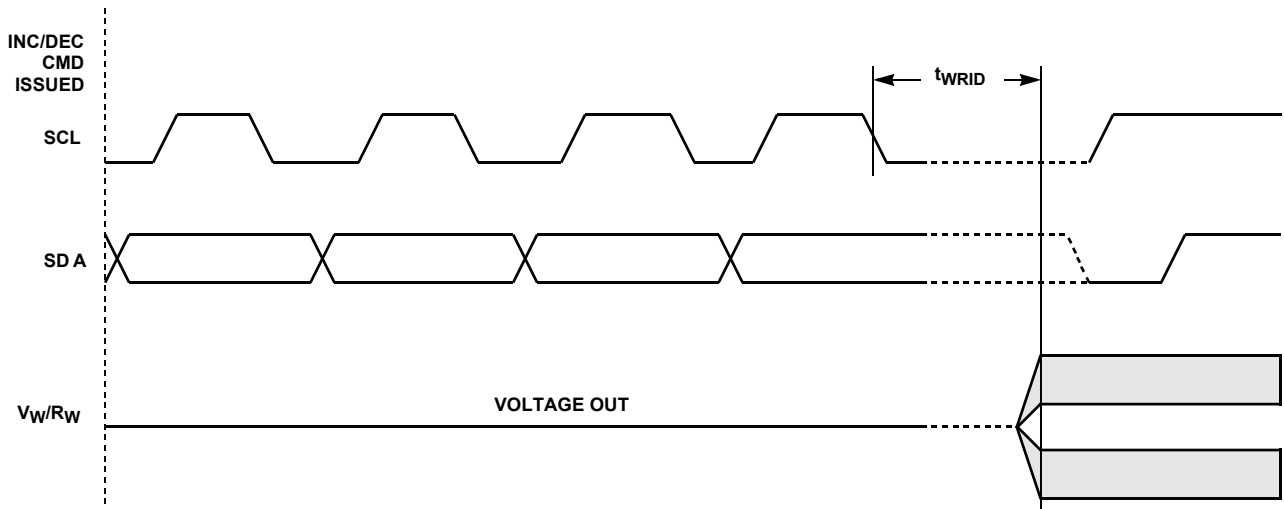 INC/DEC
CMD
ISSUED
tWRID
SCL
SD A
VOLTAGE OUT
VW/RW